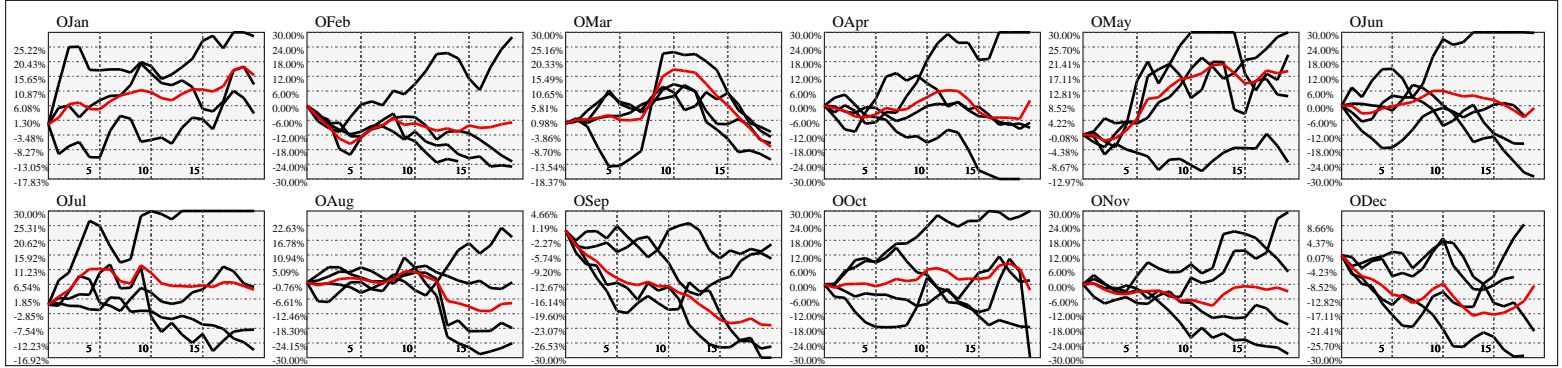 OJan OFeb OMar OApr OMay OJun
25.22% 30.00% 30.00% 30.00% 30.00% 30.00%
20.43% 24.00% 25.16% 24.00% 25.70% 24.00%
15.65% 18.00% 20.33% 18.00% 21.41% 18.00%
10.87% 12.00% 15.49% 12.00% 17.11% 12.00%
6.08% 6.00% 10.65% 6.00% 12.81% 6.00%
1.30% 0.00% 5.81% 0.00% 8.52% 0.00%
-3.48% -6.00% 0.98% -6.00% 4.22% -6.00%
-8.27% -12.00% -3.86% -12.00% -0.08% -12.00%
-13.05% -18.00% -8.70% -18.00% -4.38% -18.00%
-17.83% -24.00% -13.54% -24.00% -8.67% -24.00%
-30.00% -18.37% -30.00% -12.97% -30.00%
5 10 15 5 10 15 5 10 15 5 10 15 5 10 15 5 10 15
OJul OAug OSep OOct ONov ODec
30.00% 22.63% 4.66% 30.00% 30.00% 8.66%
25.31% 16.78% 1.19% 24.00% 24.00% 4.37%
20.62% 10.94% -2.27% 18.00% 18.00% 0.07%
15.92% 5.09% -5.74% 12.00% 12.00% -4.23%
11.23% -0.76% -9.20% 6.00% 6.00% -8.52%
6.54% -6.61% -12.67% 0.00% 0.00% -12.82%
1.85% -12.46% -16.14% -6.00% -6.00% -17.11%
-2.85% -18.30% -19.60% -12.00% -12.00% -21.41%
-7.54% -24.15% -23.07% -18.00% -18.00% -25.70%
-12.23% -30.00% -26.53% -24.00% -24.00% -30.00%
-16.92% -30.00% -30.00% -30.00%
5 10 15 5 10 15 5 10 15 5 10 15 5 10 15 5 10 15